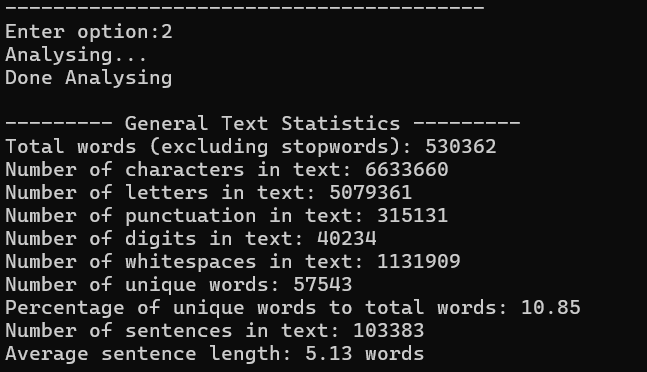 ----------------------------------------
Enter option:2
Analysing...
Done Analysing
--------- General Text Statistics ---------
Total words (excluding stopwords): 530362
Number of characters in text: 6633660
Number of letters in text: 5079361
Number of punctuation in text: 315131
Number of digits in text: 40234
Number of whitespaces in text: 1131909
Number of unique words: 57543
Percentage of unique words to total words: 10.85
Number of sentences in text: 103383
Average sentence length: 5.13 words